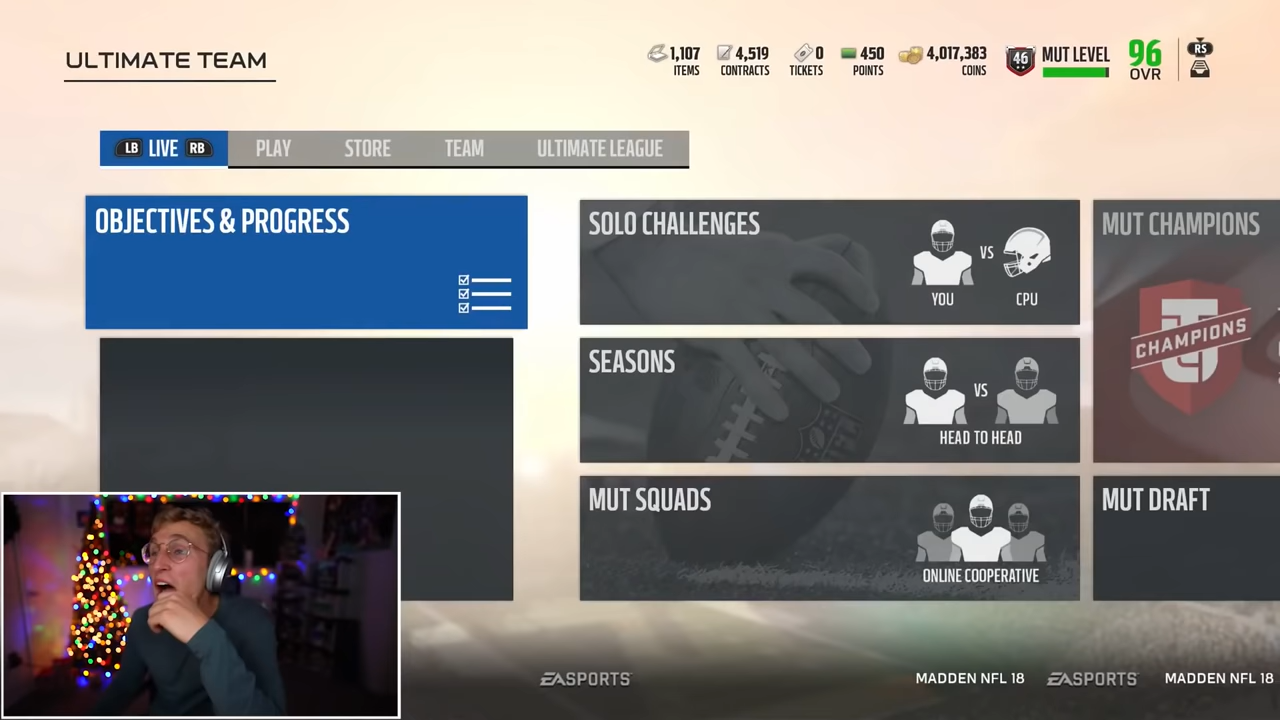 ULTIMATE TEAM
1,107 ITEMS
4,519 CONTRACTS
0 TICKETS
450 POINTS
4,017,383 COINS
46 MUT LEVEL
96 OVR
RS
LB LIVE RB PLAY STORE TEAM ULTIMATE LEAGUE
OBJECTIVES & PROGRESS
SOLO CHALLENGES
VS
YOU CPU
SEASONS
VS
HEAD TO HEAD
MUT SQUADS
ONLINE COOPERATIVE
MUT CHAMPIONS
UT
CHAMPIONS
MUT DRAFT
EA SPORTS MADDEN NFL 18 EA SPORTS MADDEN NFL 18